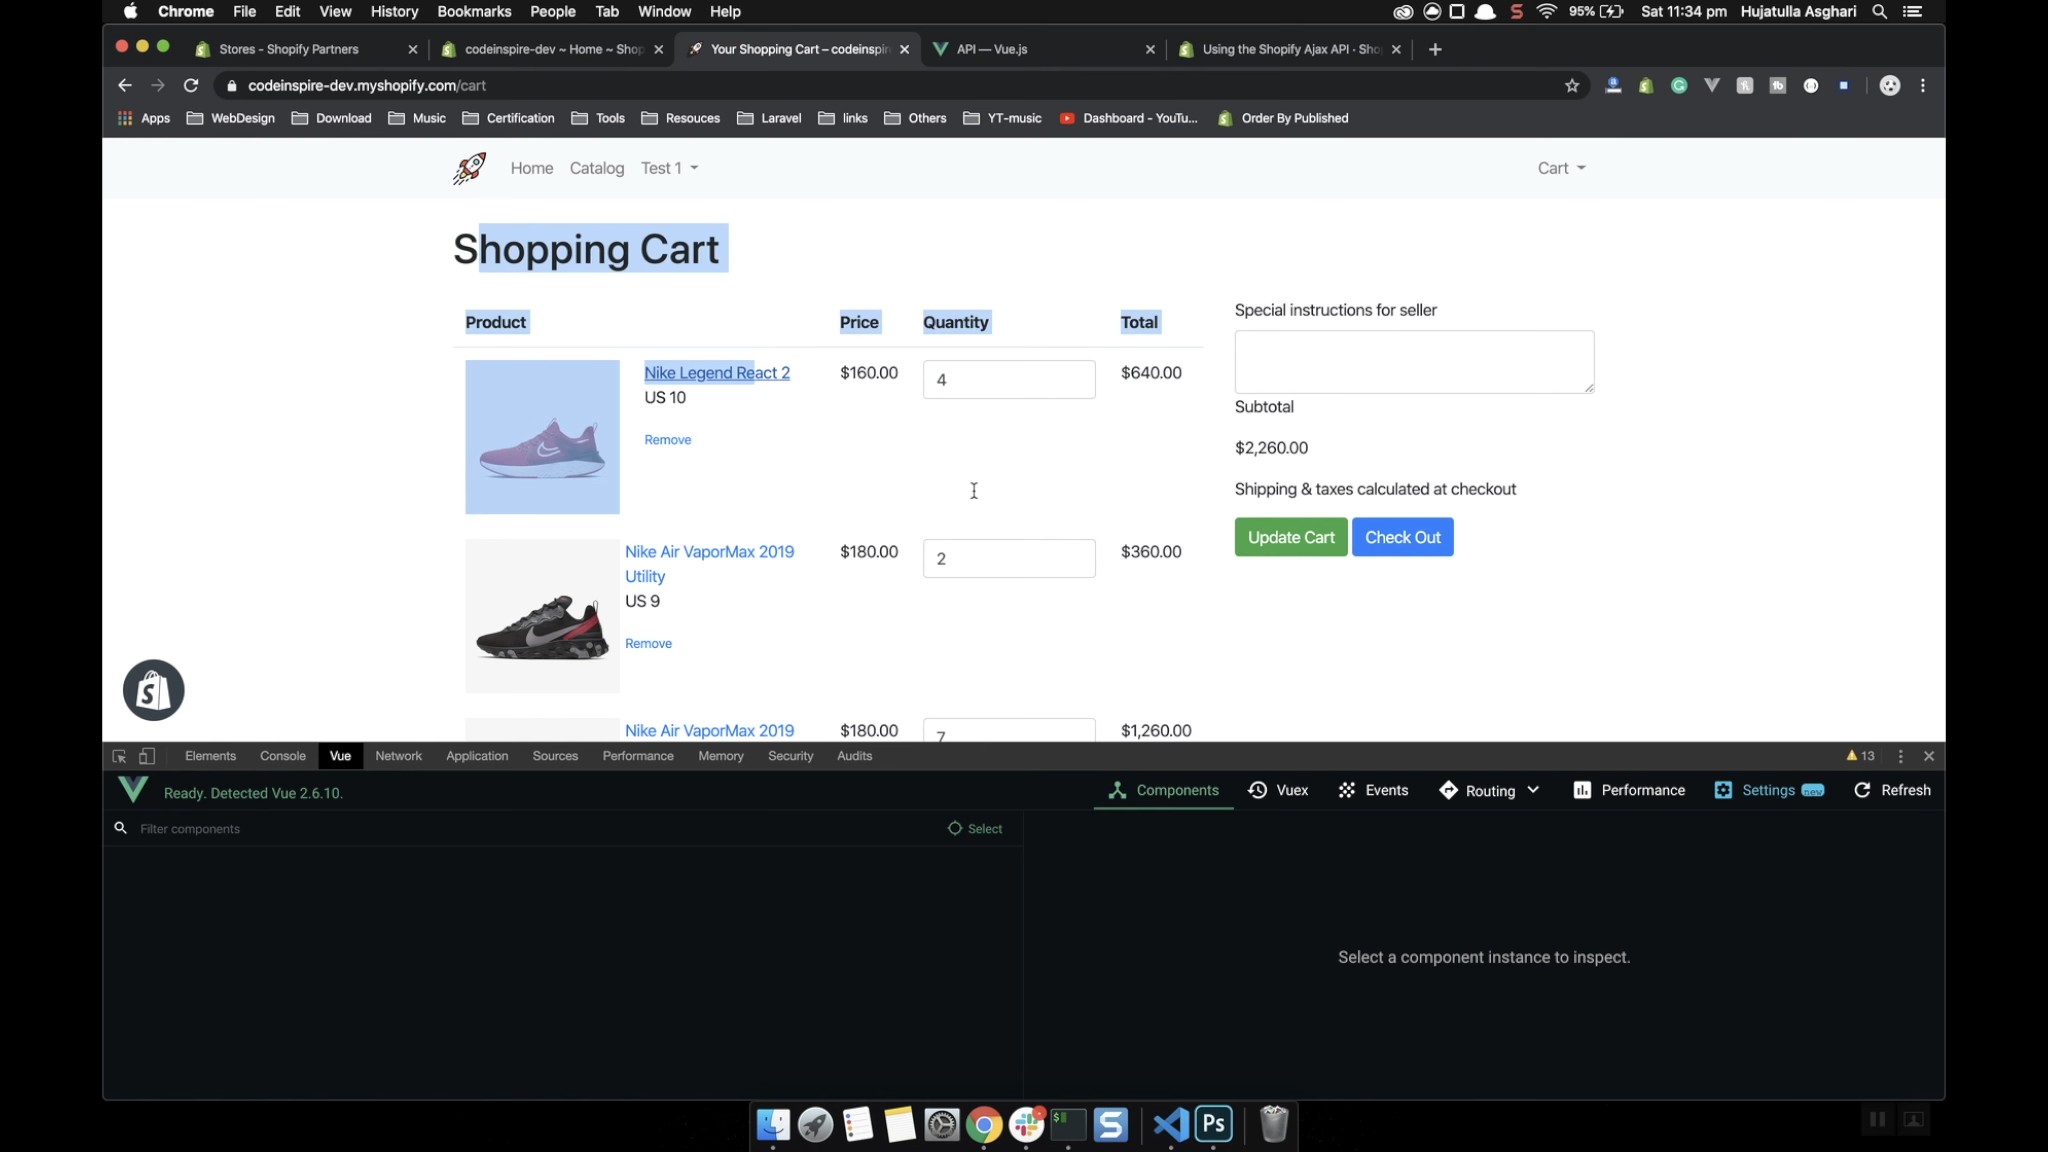 Chrome File Edit View History Bookmarks People Tab Window Help 95% Sat 11:34 pm Hujatulla Asghari
Stores - Shopify Partners codeinspire-dev ~ Home ~ Shop Your Shopping Cart – codeinspir API — Vue.js Using the Shopify Ajax API · Sho
codeinspire-dev.myshopify.com/cart
Apps WebDesign Download Music Certification Tools Resouces Laravel links Others YT-music Dashboard - YouTu... Order By Published
Home Catalog Test 1 Cart
Shopping Cart
Product Price Quantity Total
Nike Legend React 2 $160.00 4 $640.00
US 10
Remove
Nike Air VaporMax 2019 $180.00 2 $360.00
Utility
US 9
Remove
Nike Air VaporMax 2019 $180.00 7 $1,260.00
Special instructions for seller
Subtotal
$2,260.00
Shipping & taxes calculated at checkout
Update Cart Check Out
Elements Console Vue Network Application Sources Performance Memory Security Audits 13
Ready. Detected Vue 2.6.10. Components Vuex Events Routing Performance Settings new Refresh
Filter components Select
Select a component instance to inspect.
Ps